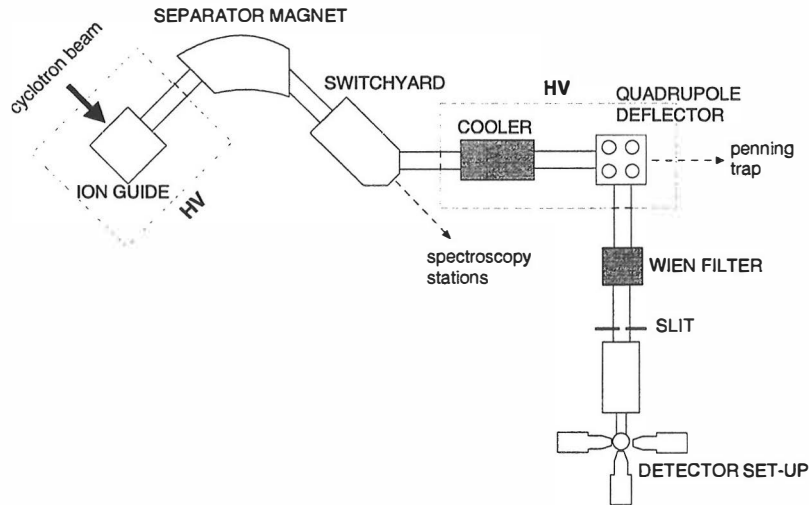 SEPARATOR MAGNET
cyclotron beam
SWITCHYARD
HV
QUADRUPOLE
DEFLECTOR
COOLER
penning
trap
ION GUIDE
HV
spectroscopy
stations
WIEN FILTER
SLIT
DETECTOR SET-UP